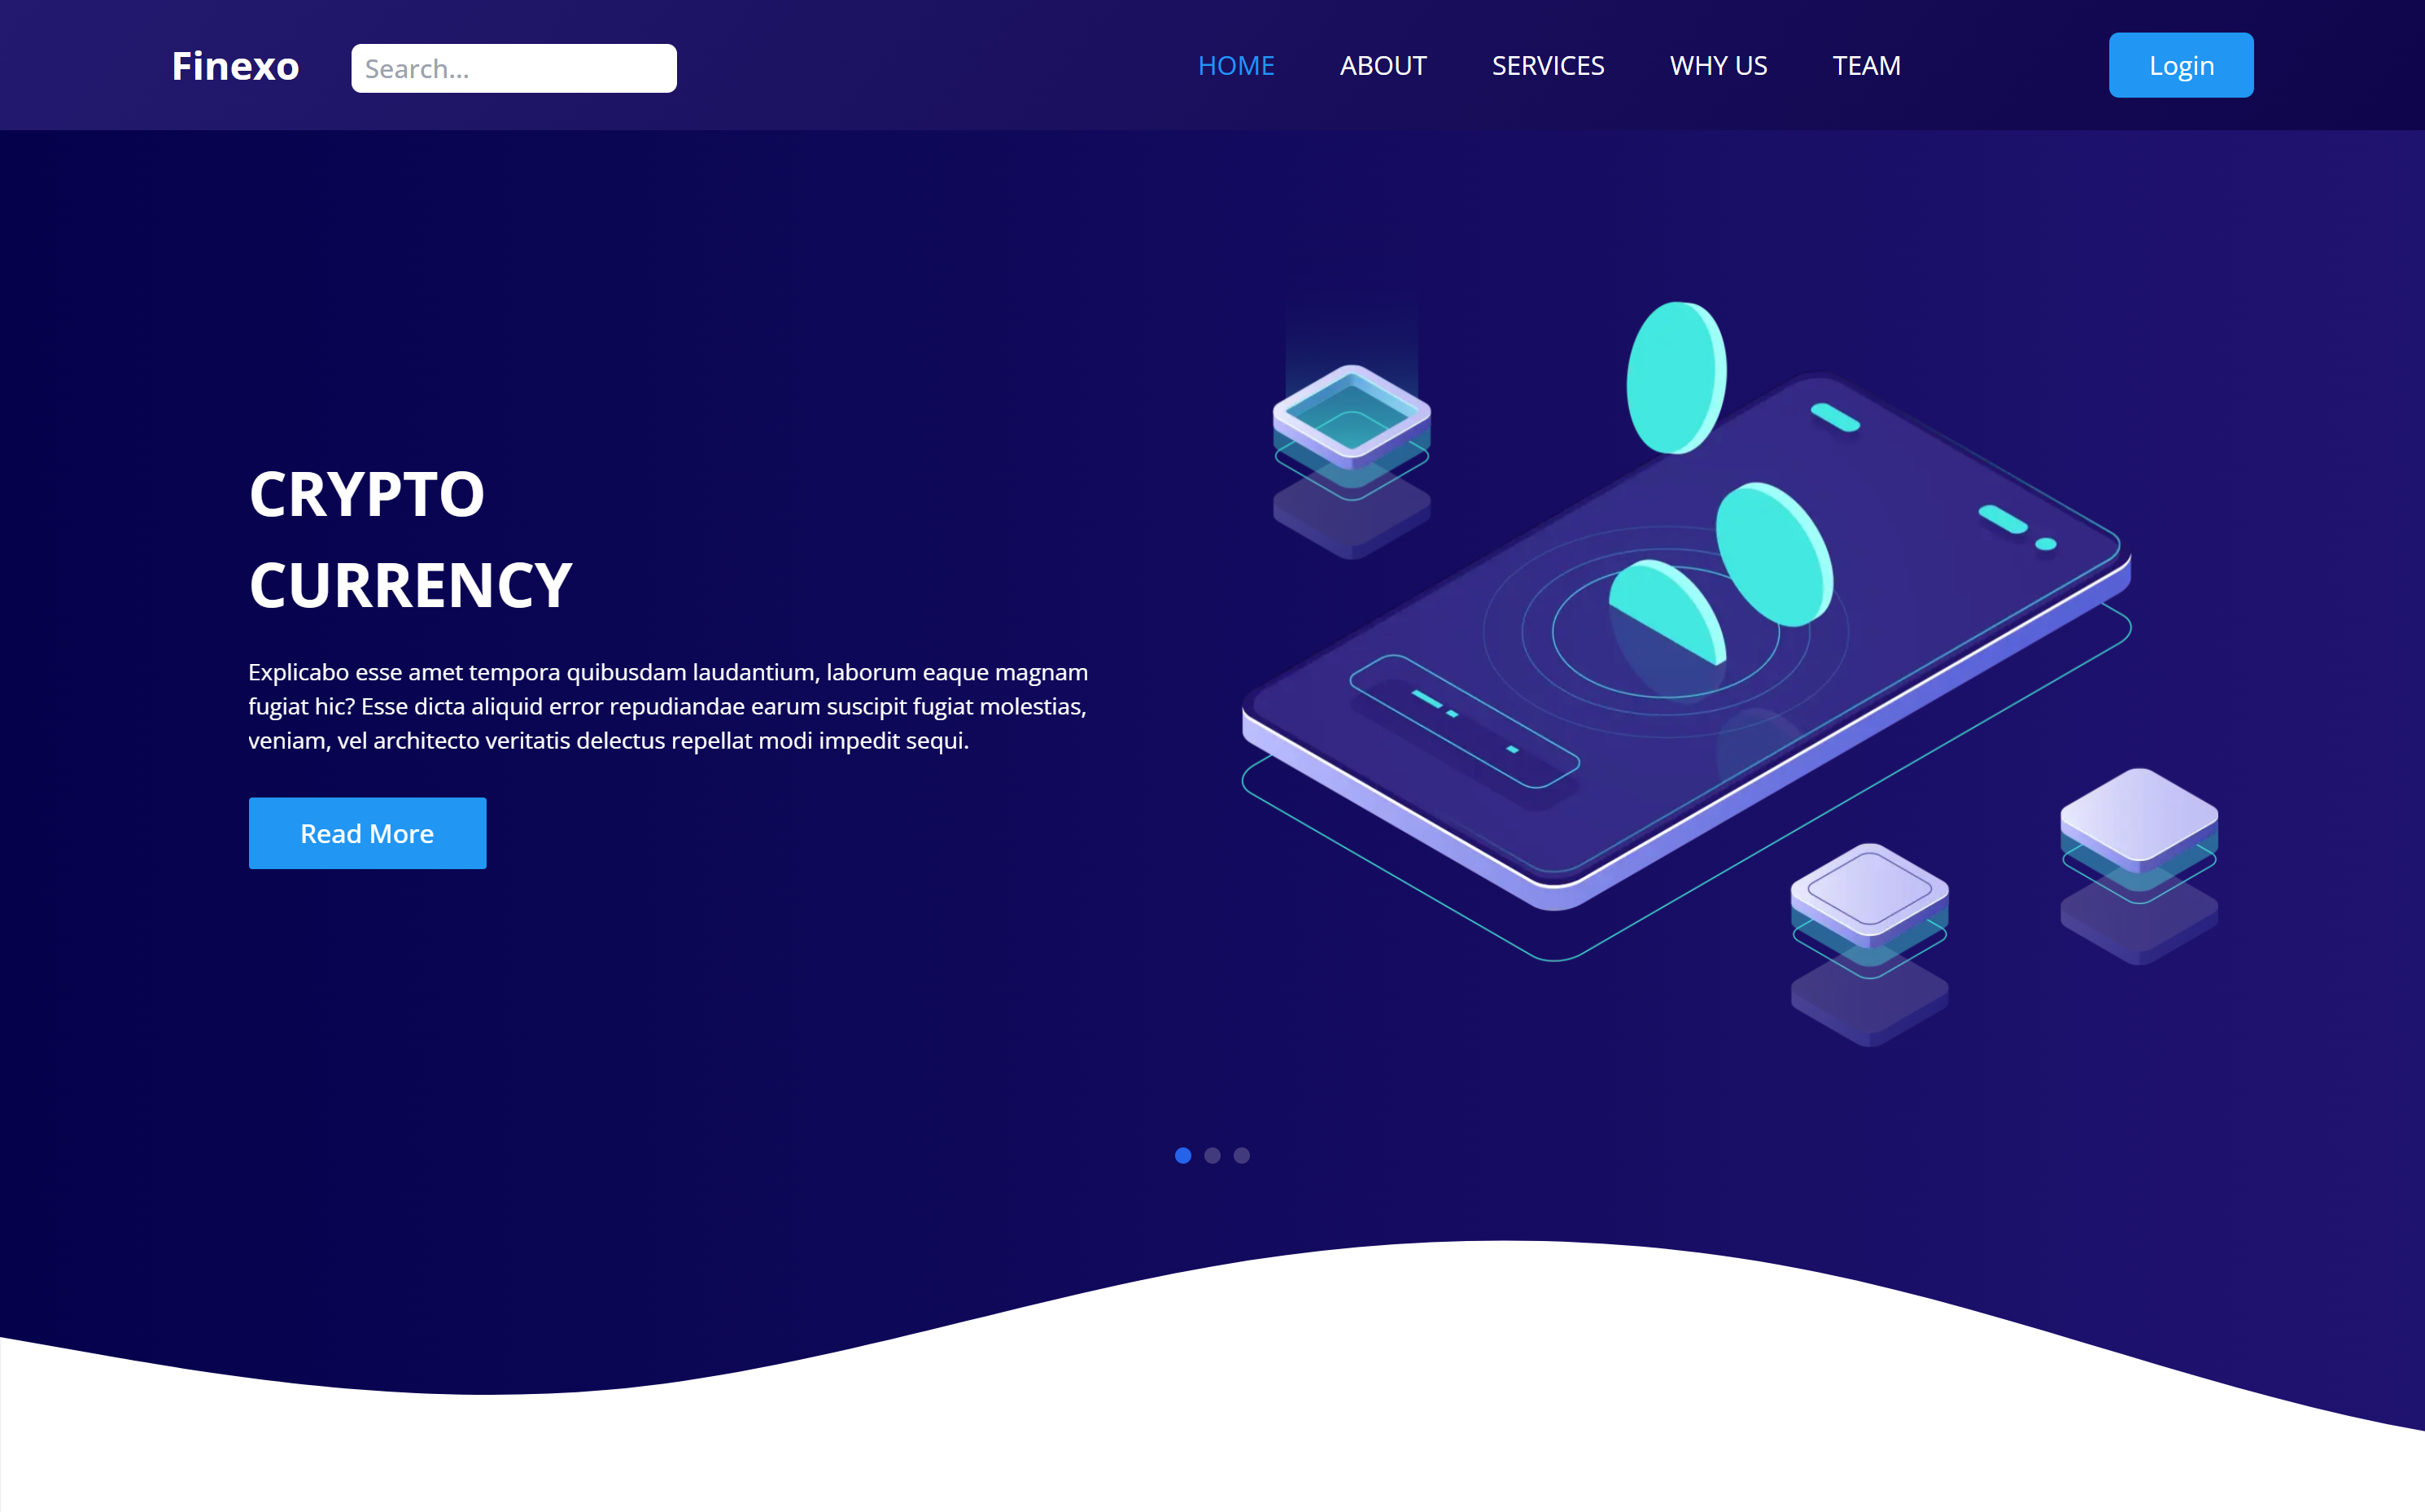 Finexo
Search...
HOME ABOUT SERVICES WHY US TEAM
Login
CRYPTO
CURRENCY
Explicabo esse amet tempora quibusdam laudantium, laborum eaque magnam
fugiat hic? Esse dicta aliquid error repudiandae earum suscipit fugiat molestias,
veniam, vel architecto veritatis delectus repellat modi impedit sequi.
Read More